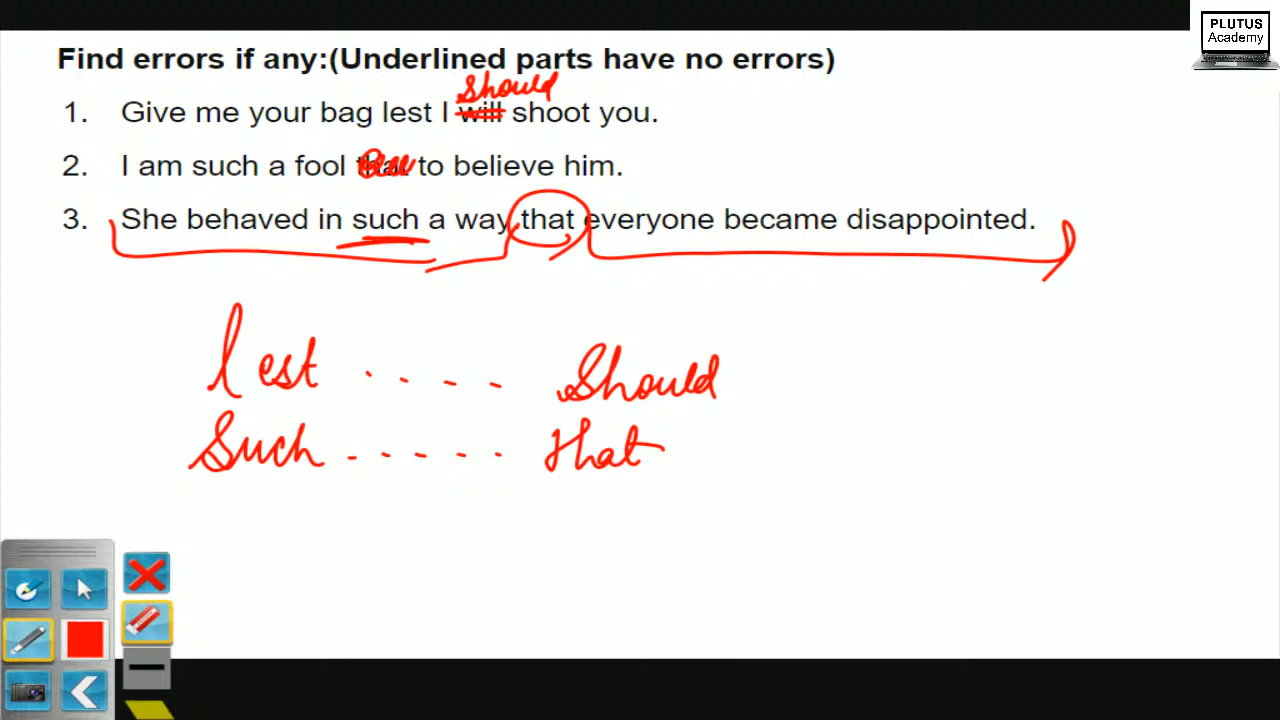 PLUTUS
Academy
Find errors if any:(Underlined parts have no errors)
should
1. Give me your bag lest I will shoot you.
2. I am such a fool that to believe him.
3. She behaved in such a way that everyone became disappointed.
lest .... Should
Such ..... that